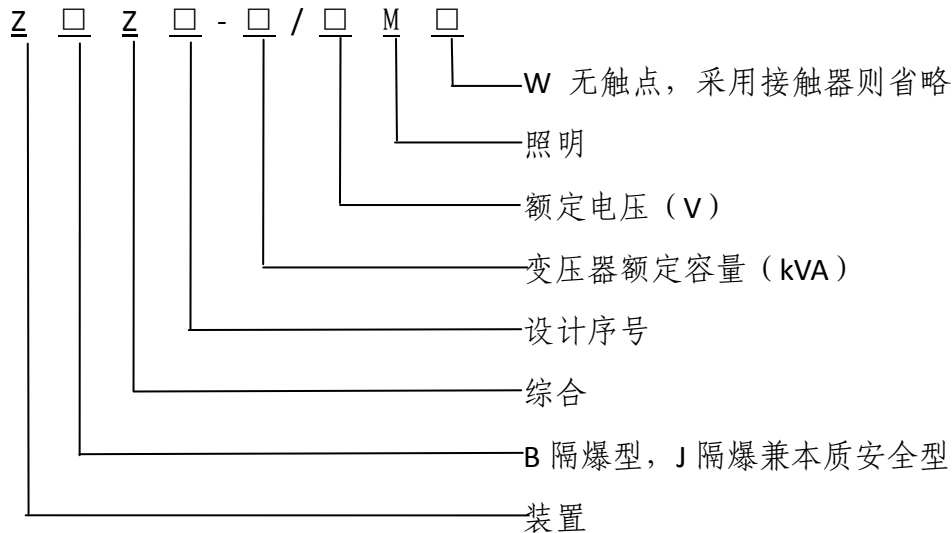 Z □ Z □ - □ / □ M □
W 无触点，采用接触器则省略
照明
额定电压（V）
变压器额定容量（kVA）
设计序号
综合
B 隔爆型，J 隔爆兼本质安全型
装置